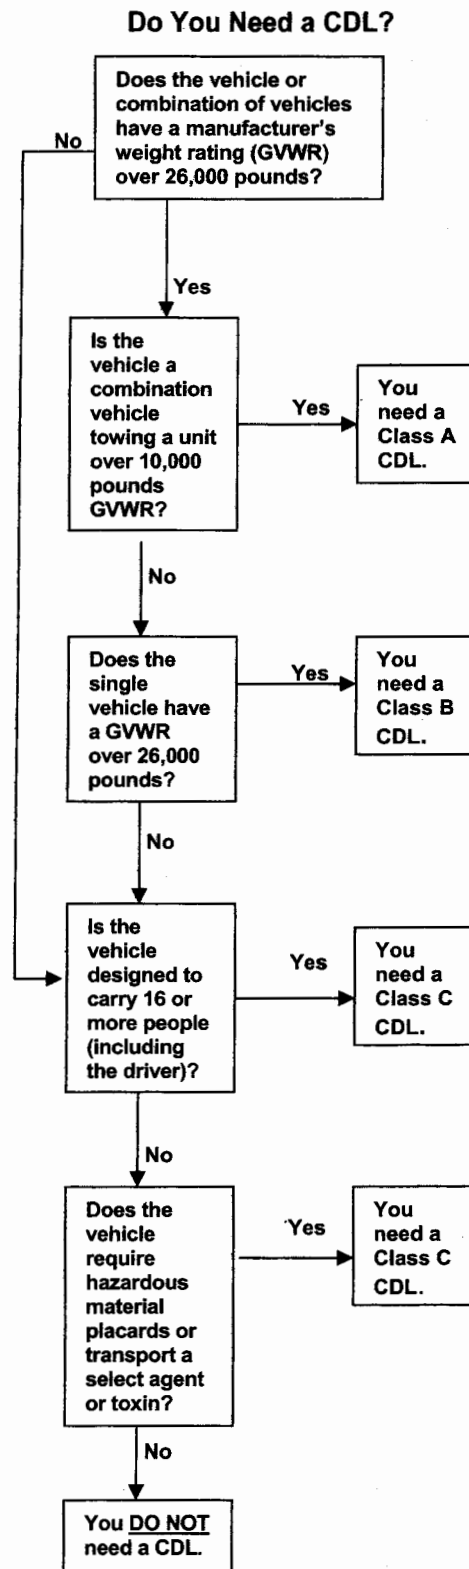 Do You Need a CDL?
Does the vehicle or
combination of vehicles
have a manufacturer's
weight rating (GVWR)
over 26,000 pounds?
No
Yes
Is the
vehicle a
combination
vehicle
towing a unit
over 10,000
pounds
GVWR?
Yes
You
need a
Class A
CDL.
No
Does the
single
vehicle have
a GVWR
over 26,000
pounds?
Yes
You
need a
Class B
CDL.
No
Is the
vehicle
designed to
carry 16 or
more people
(including
the driver)?
Yes
You
need a
Class C
CDL.
No
Does the
vehicle
require
hazardous
material
placards or
transport a
select agent
or toxin?
Yes
You
need a
Class C
CDL.
No
You DO NOT
need a CDL.